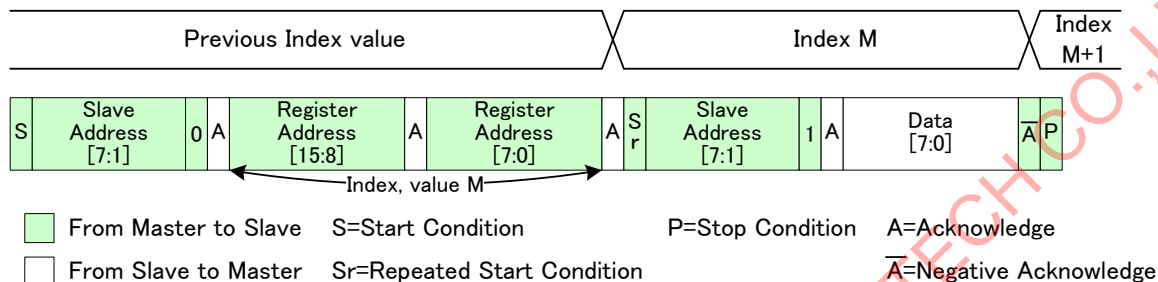 Previous Index value
Index M
Index
M+1
S
Slave
Address
[7:1]
0
A
Register
Address
[15:8]
A
Register
Address
[7:0]
A
S
r
Slave
Address
[7:1]
1
A
Data
[7:0]
A̅
P
Index, value M
From Master to Slave
S=Start Condition
P=Stop Condition
A=Acknowledge
From Slave to Master
Sr=Repeated Start Condition
A̅=Negative Acknowledge
TECH CO.,